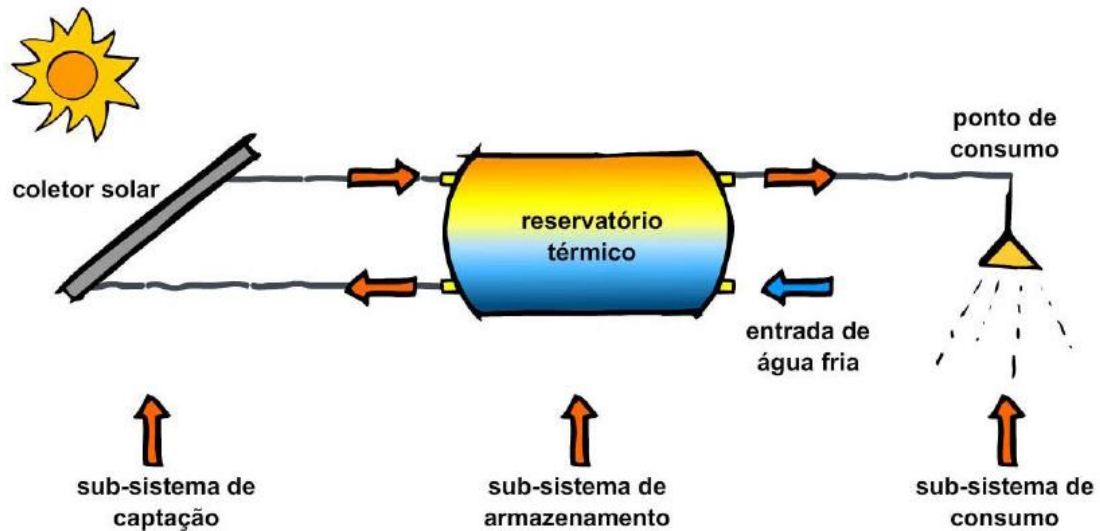 coletor solar
reservatório
térmico
ponto de
consumo
entrada de
água fria
sub-sistema de
captação
sub-sistema de
armazenamento
sub-sistema de
consumo